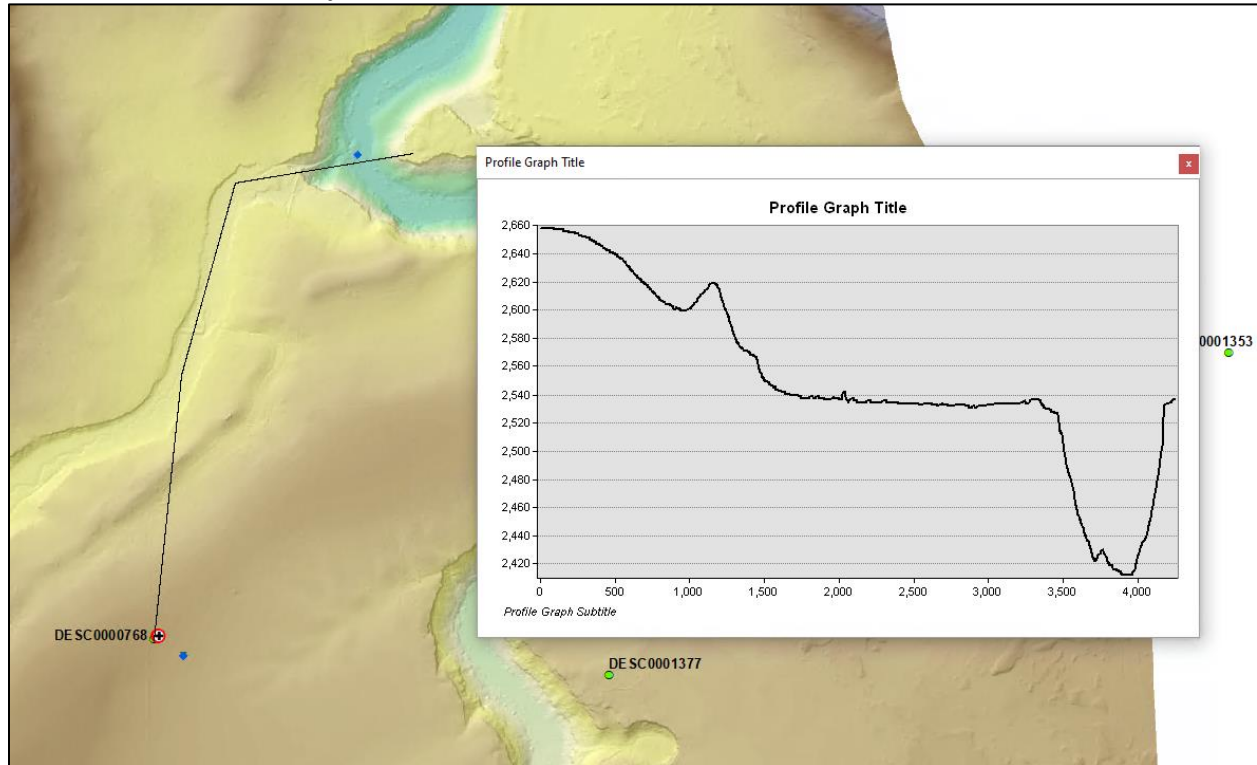 Profile Graph Title
x
Profile Graph Title
2,660
2,640
2,620
2,600
2,580
2,560
2,540
2,520
2,500
2,480
2,460
2,440
2,420
0 500 1,000 1,500 2,000 2,500 3,000 3,500 4,000
Profile Graph Subtitle
0001353
DESC0000768
DESC0001377